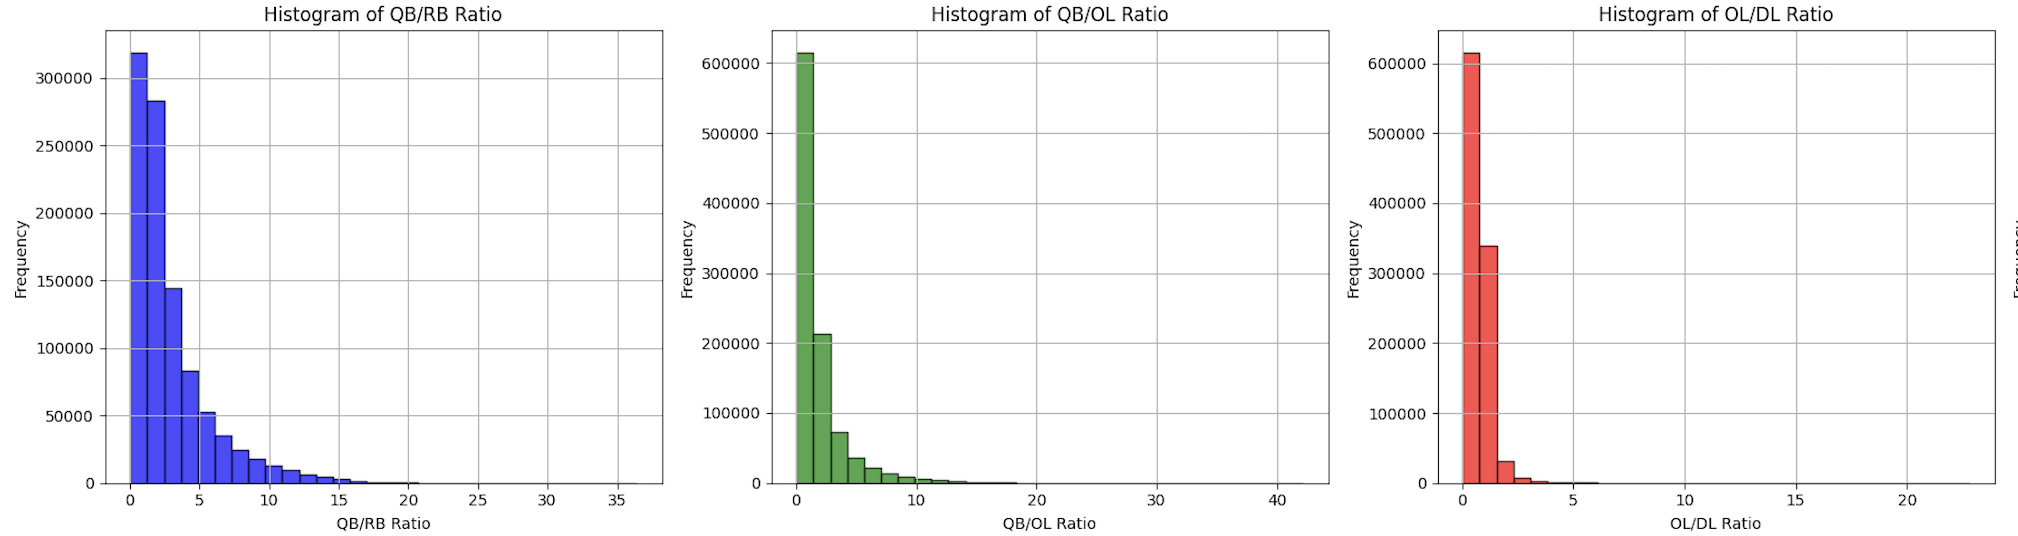 Histogram of QB/RB Ratio
300000
250000
200000
150000
100000
50000
0
Frequency
0 5 10 15 20 25 30 35
QB/RB Ratio
Histogram of QB/OL Ratio
600000
500000
400000
300000
200000
100000
0
Frequency
0 10 20 30 40
QB/OL Ratio
Histogram of OL/DL Ratio
600000
500000
400000
300000
200000
100000
0
Frequency
0 5 10 15 20
OL/DL Ratio